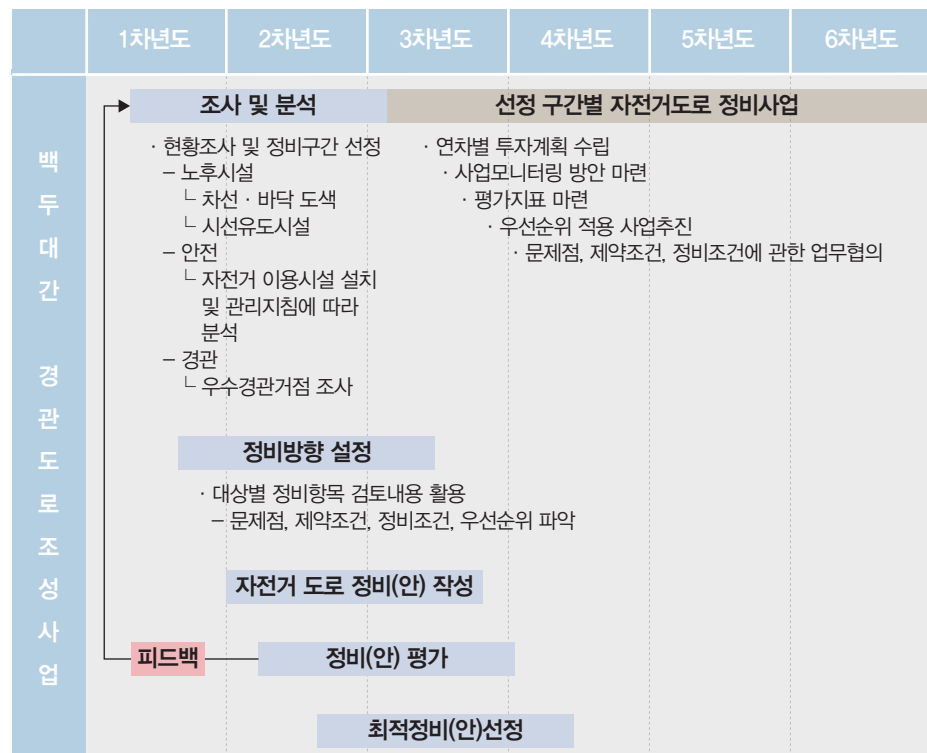 1차년도 2차년도 3차년도 4차년도 5차년도 6차년도
백두대간 경관도로조성사업
조사 및 분석
· 현황조사 및 정비구간 선정
– 노후시설
└ 차선 · 바닥 도색
└ 시선유도시설
– 안전
└ 자전거 이용시설 설치
및 관리지침에 따라
분석
– 경관
└ 우수경관거점 조사
선정 구간별 자전거도로 정비사업
· 연차별 투자계획 수립
· 사업모니터링 방안 마련
· 평가지표 마련
· 우선순위 적용 사업추진
· 문제점, 제약조건, 정비조건에 관한 업무협의
정비방향 설정
· 대상별 정비항목 검토내용 활용
– 문제점, 제약조건, 정비조건, 우선순위 파악
자전거 도로 정비(안) 작성
피드백
정비(안) 평가
최적정비(안)선정